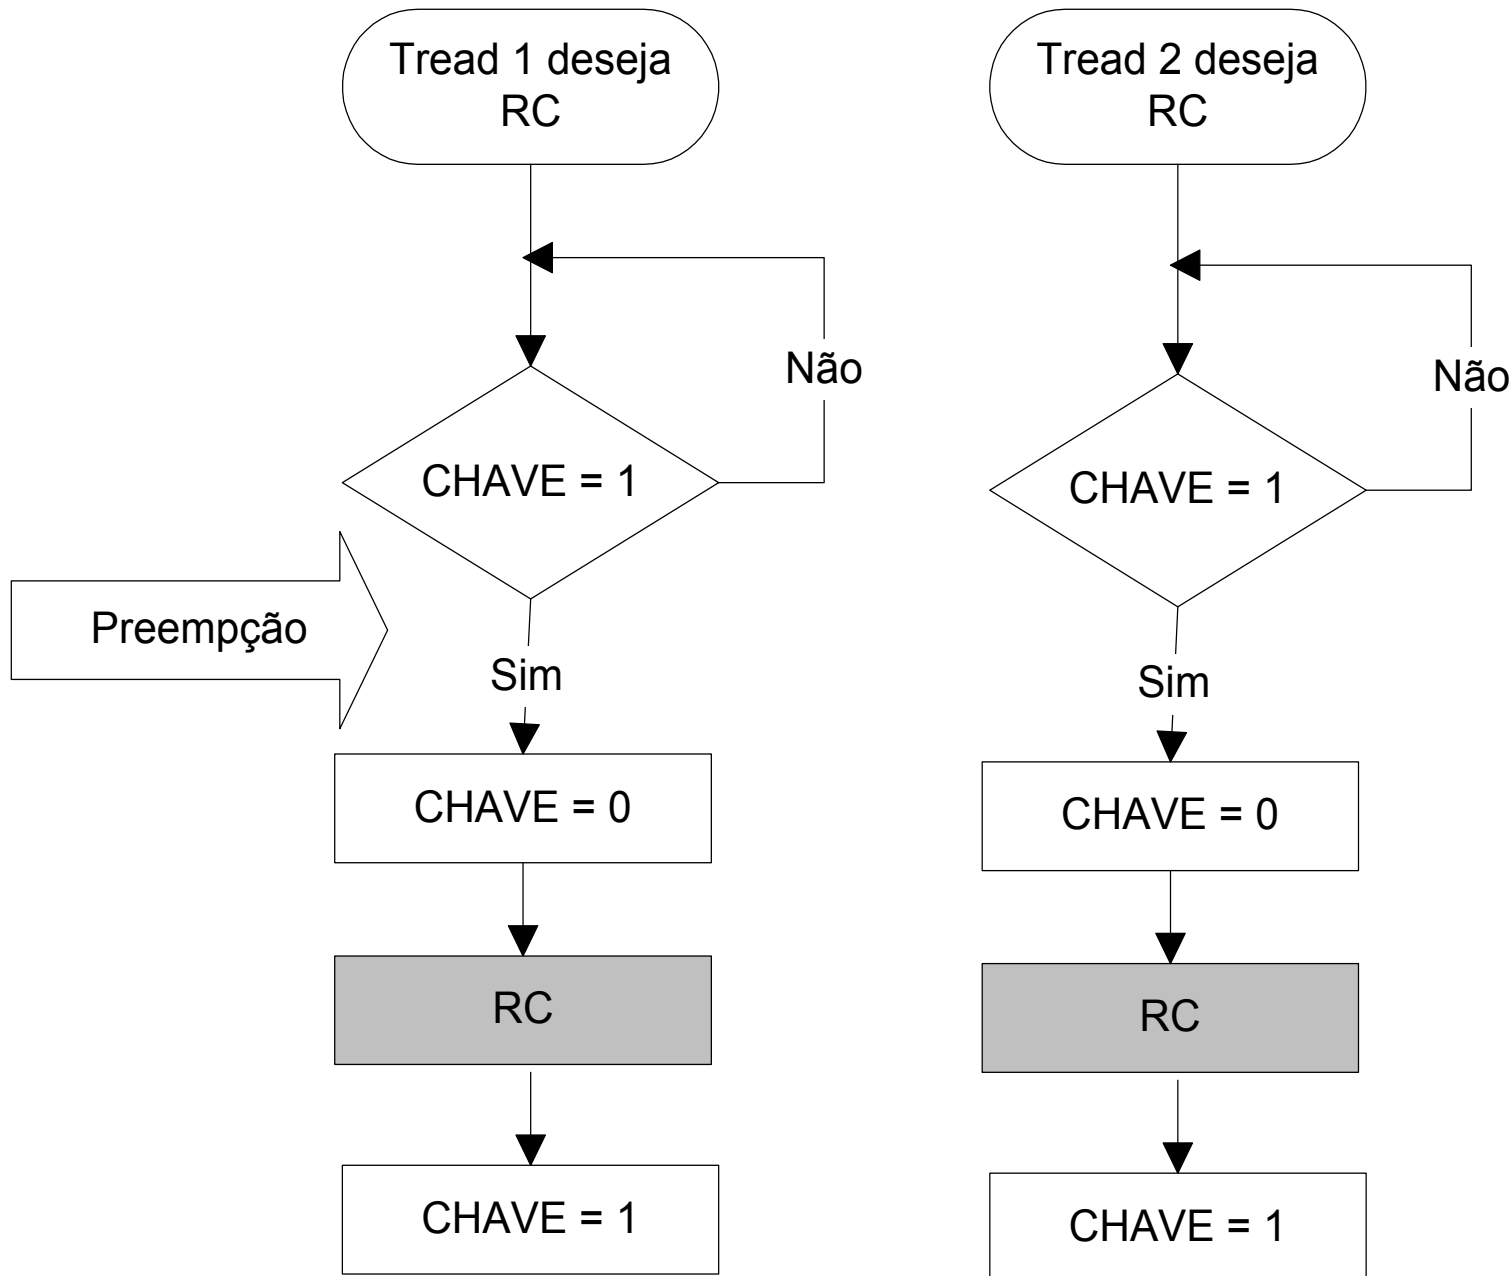 Tread 1 deseja
RC
Não
CHAVE = 1
Preempção
Sim
CHAVE = 0
RC
CHAVE = 1
Tread 2 deseja
RC
Não
CHAVE = 1
Sim
CHAVE = 0
RC
CHAVE = 1